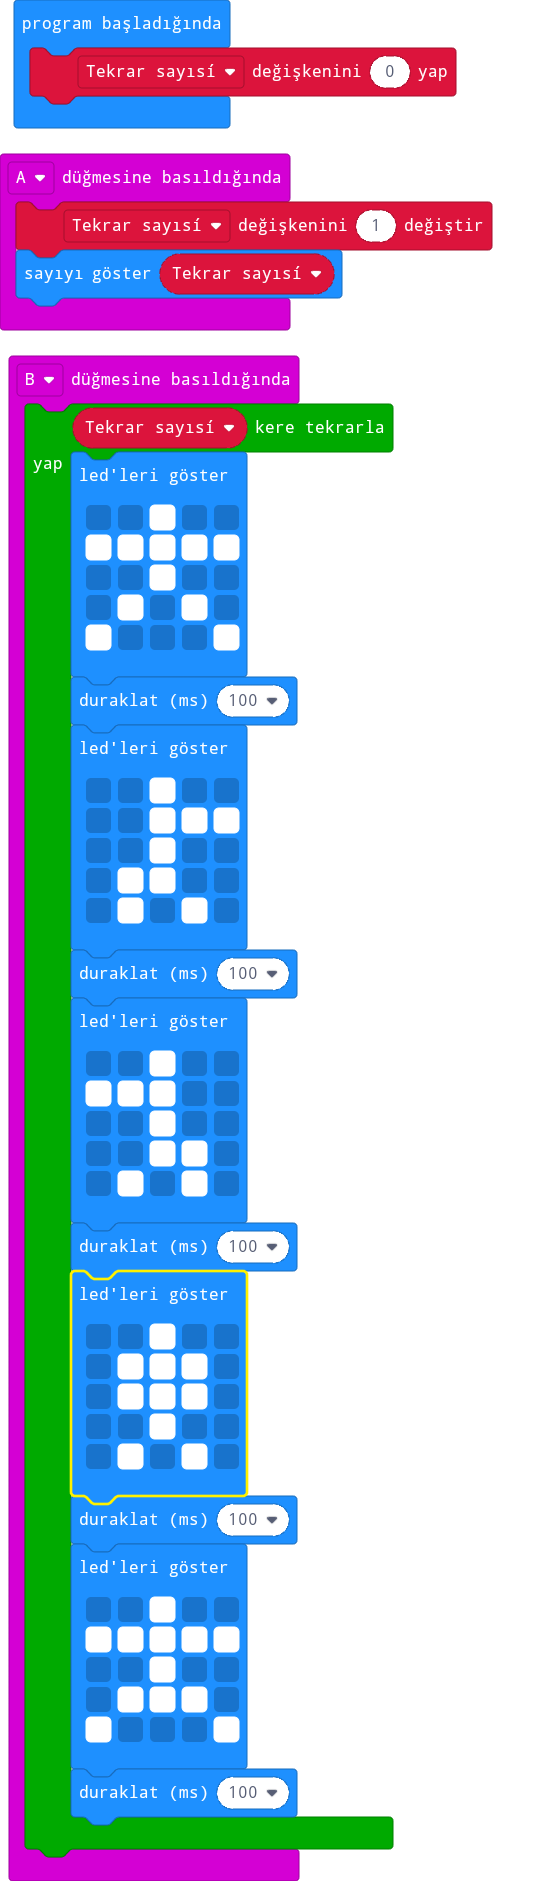 program başladığında
Tekrar sayısí değişkenini 0 yap
A düğmesine basıldığında
Tekrar sayısí değişkenini 1 değiştir
sayıyı göster Tekrar sayısí
B düğmesine basıldığında
Tekrar sayısí kere tekrarla
yap
led'leri göster
duraklat (ms) 100
led'leri göster
duraklat (ms) 100
led'leri göster
duraklat (ms) 100
led'leri göster
duraklat (ms) 100
led'leri göster
duraklat (ms) 100